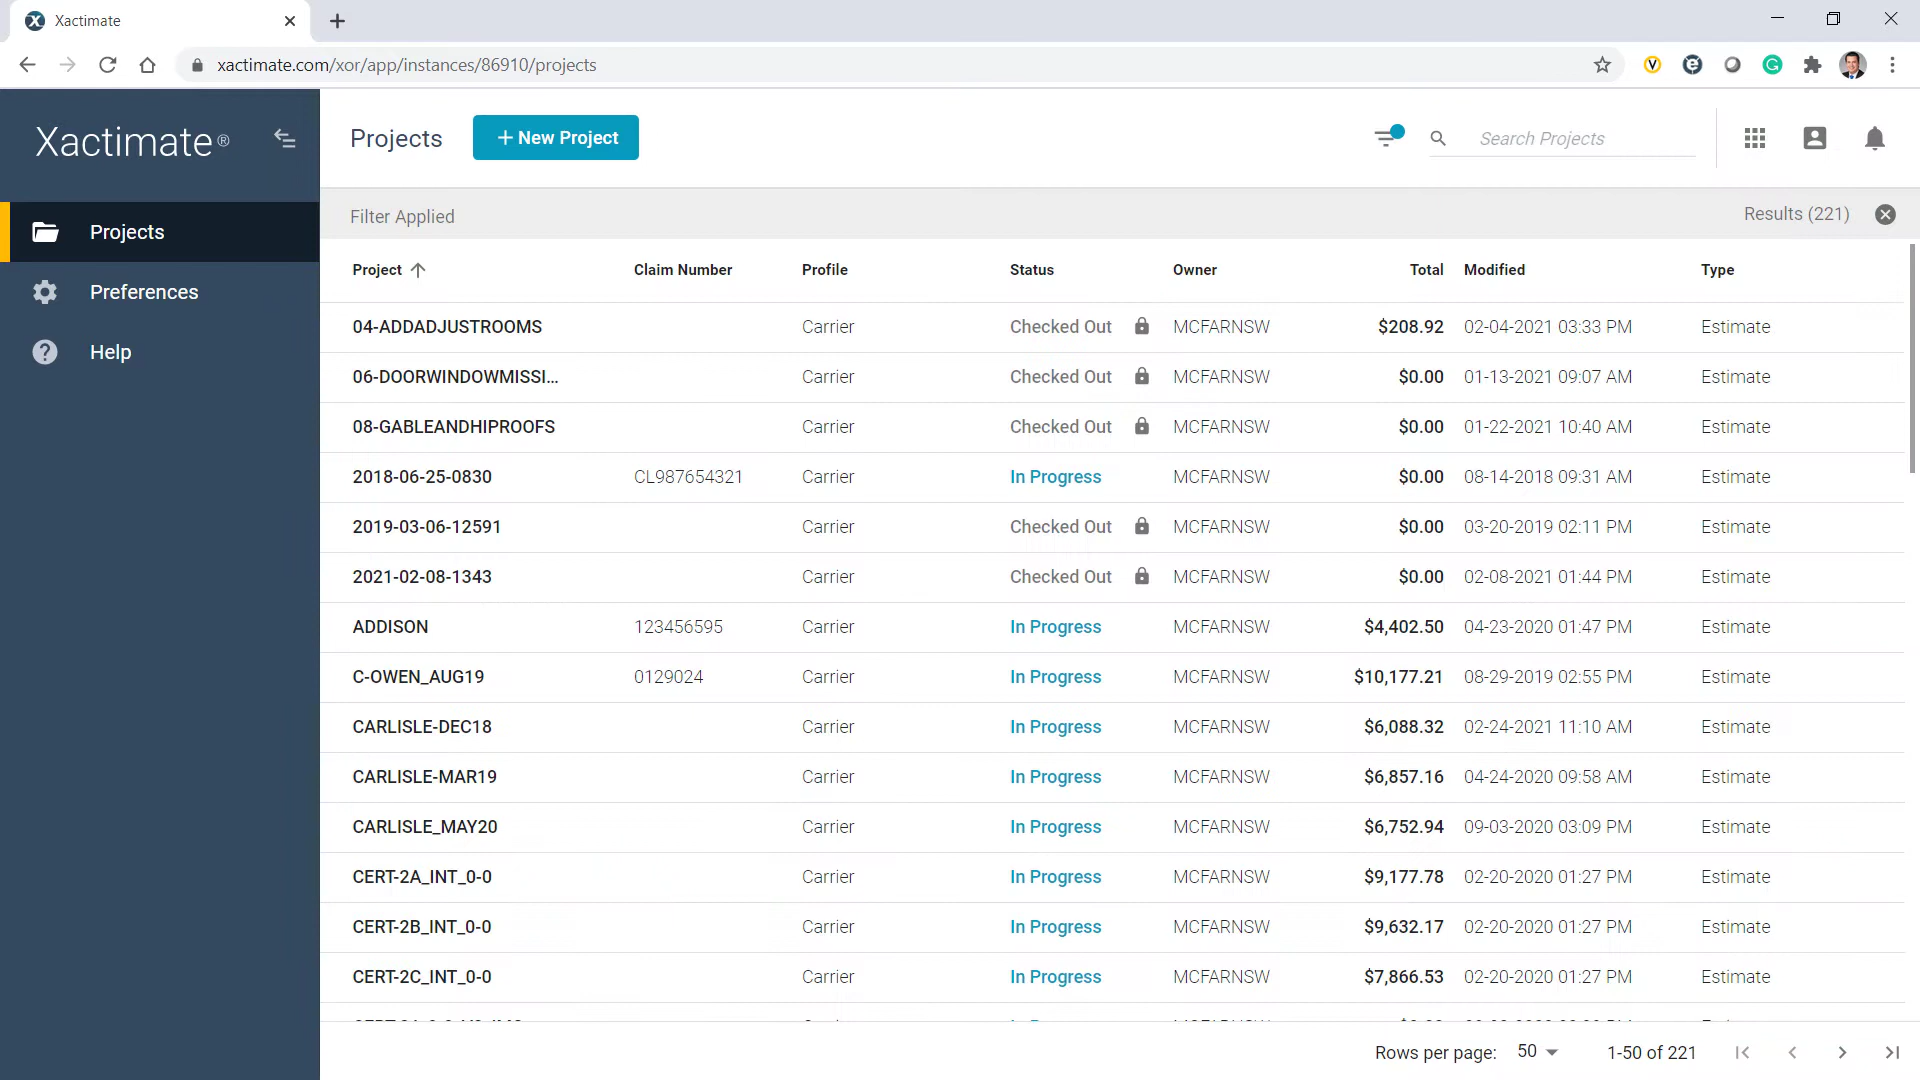 Xactimate
xactimate.com/xor/app/instances/86910/projects
Xactimate®
Projects
+ New Project
Search Projects
Projects
Preferences
Help
Filter Applied
Results (221)
Project Claim Number Profile Status Owner Total Modified Type
04-ADDADJUSTROOMS Carrier Checked Out MCFARNSW $208.92 02-04-2021 03:33 PM Estimate
06-DOORWINDOWMISSI... Carrier Checked Out MCFARNSW $0.00 01-13-2021 09:07 AM Estimate
08-GABLEANDHIPROOFS Carrier Checked Out MCFARNSW $0.00 01-22-2021 10:40 AM Estimate
2018-06-25-0830 CL987654321 Carrier In Progress MCFARNSW $0.00 08-14-2018 09:31 AM Estimate
2019-03-06-12591 Carrier Checked Out MCFARNSW $0.00 03-20-2019 02:11 PM Estimate
2021-02-08-1343 Carrier Checked Out MCFARNSW $0.00 02-08-2021 01:44 PM Estimate
ADDISON 123456595 Carrier In Progress MCFARNSW $4,402.50 04-23-2020 01:47 PM Estimate
C-OWEN_AUG19 0129024 Carrier In Progress MCFARNSW $10,177.21 08-29-2019 02:55 PM Estimate
CARLISLE-DEC18 Carrier In Progress MCFARNSW $6,088.32 02-24-2021 11:10 AM Estimate
CARLISLE-MAR19 Carrier In Progress MCFARNSW $6,857.16 04-24-2020 09:58 AM Estimate
CARLISLE_MAY20 Carrier In Progress MCFARNSW $6,752.94 09-03-2020 03:09 PM Estimate
CERT-2A_INT_0-0 Carrier In Progress MCFARNSW $9,177.78 02-20-2020 01:27 PM Estimate
CERT-2B_INT_0-0 Carrier In Progress MCFARNSW $9,632.17 02-20-2020 01:27 PM Estimate
CERT-2C_INT_0-0 Carrier In Progress MCFARNSW $7,866.53 02-20-2020 01:27 PM Estimate
Rows per page: 50 1-50 of 221